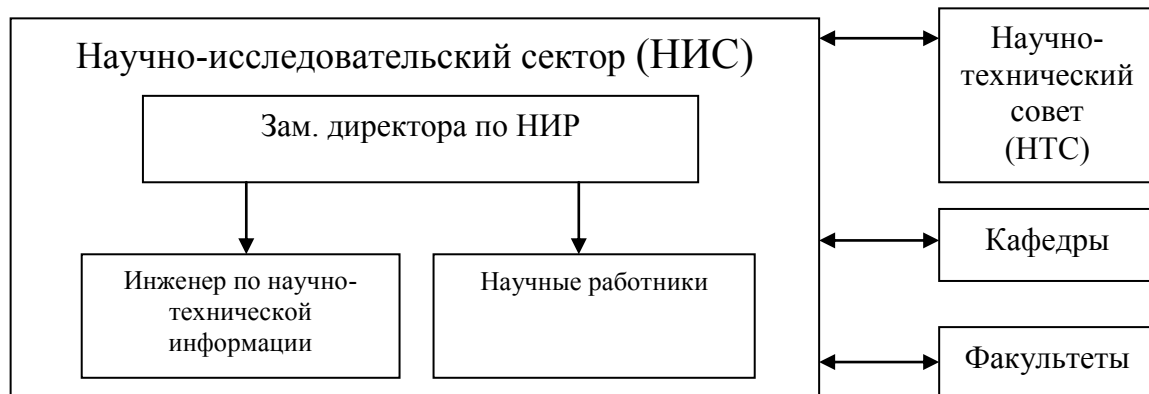 Научно-исследовательский сектор (НИС)
Зам. директора по НИР
Инженер по научно-
технической
информации
Научные работники
Научно-
технический
совет
(НТС)
Кафедры
Факультеты